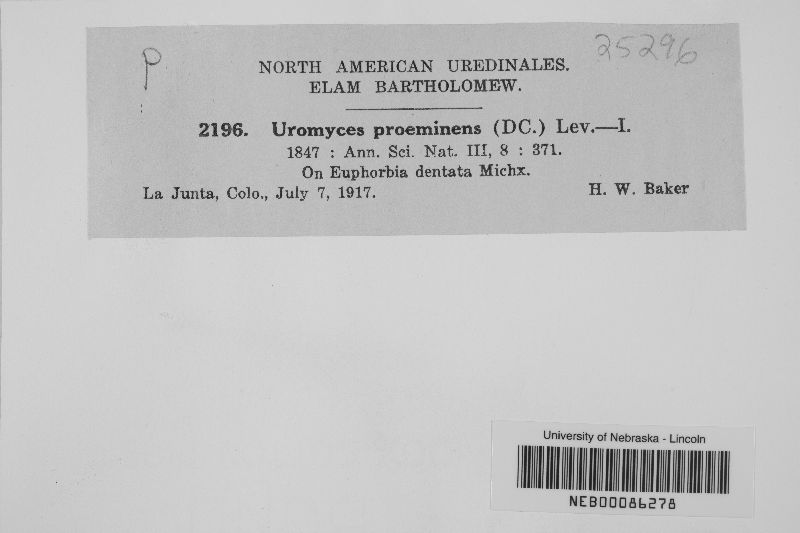 P
25296
NORTH AMERICAN UREDINALES.
ELAM BARTHOLOMEW.
2196. Uromyces proeminens (DC.) Lev.—I.
1847 : Ann. Sci. Nat. III, 8 : 371.
On Euphorbia dentata Michx.
La Junta, Colo., July 7, 1917. H. W. Baker
University of Nebraska - Lincoln
NEB00086278